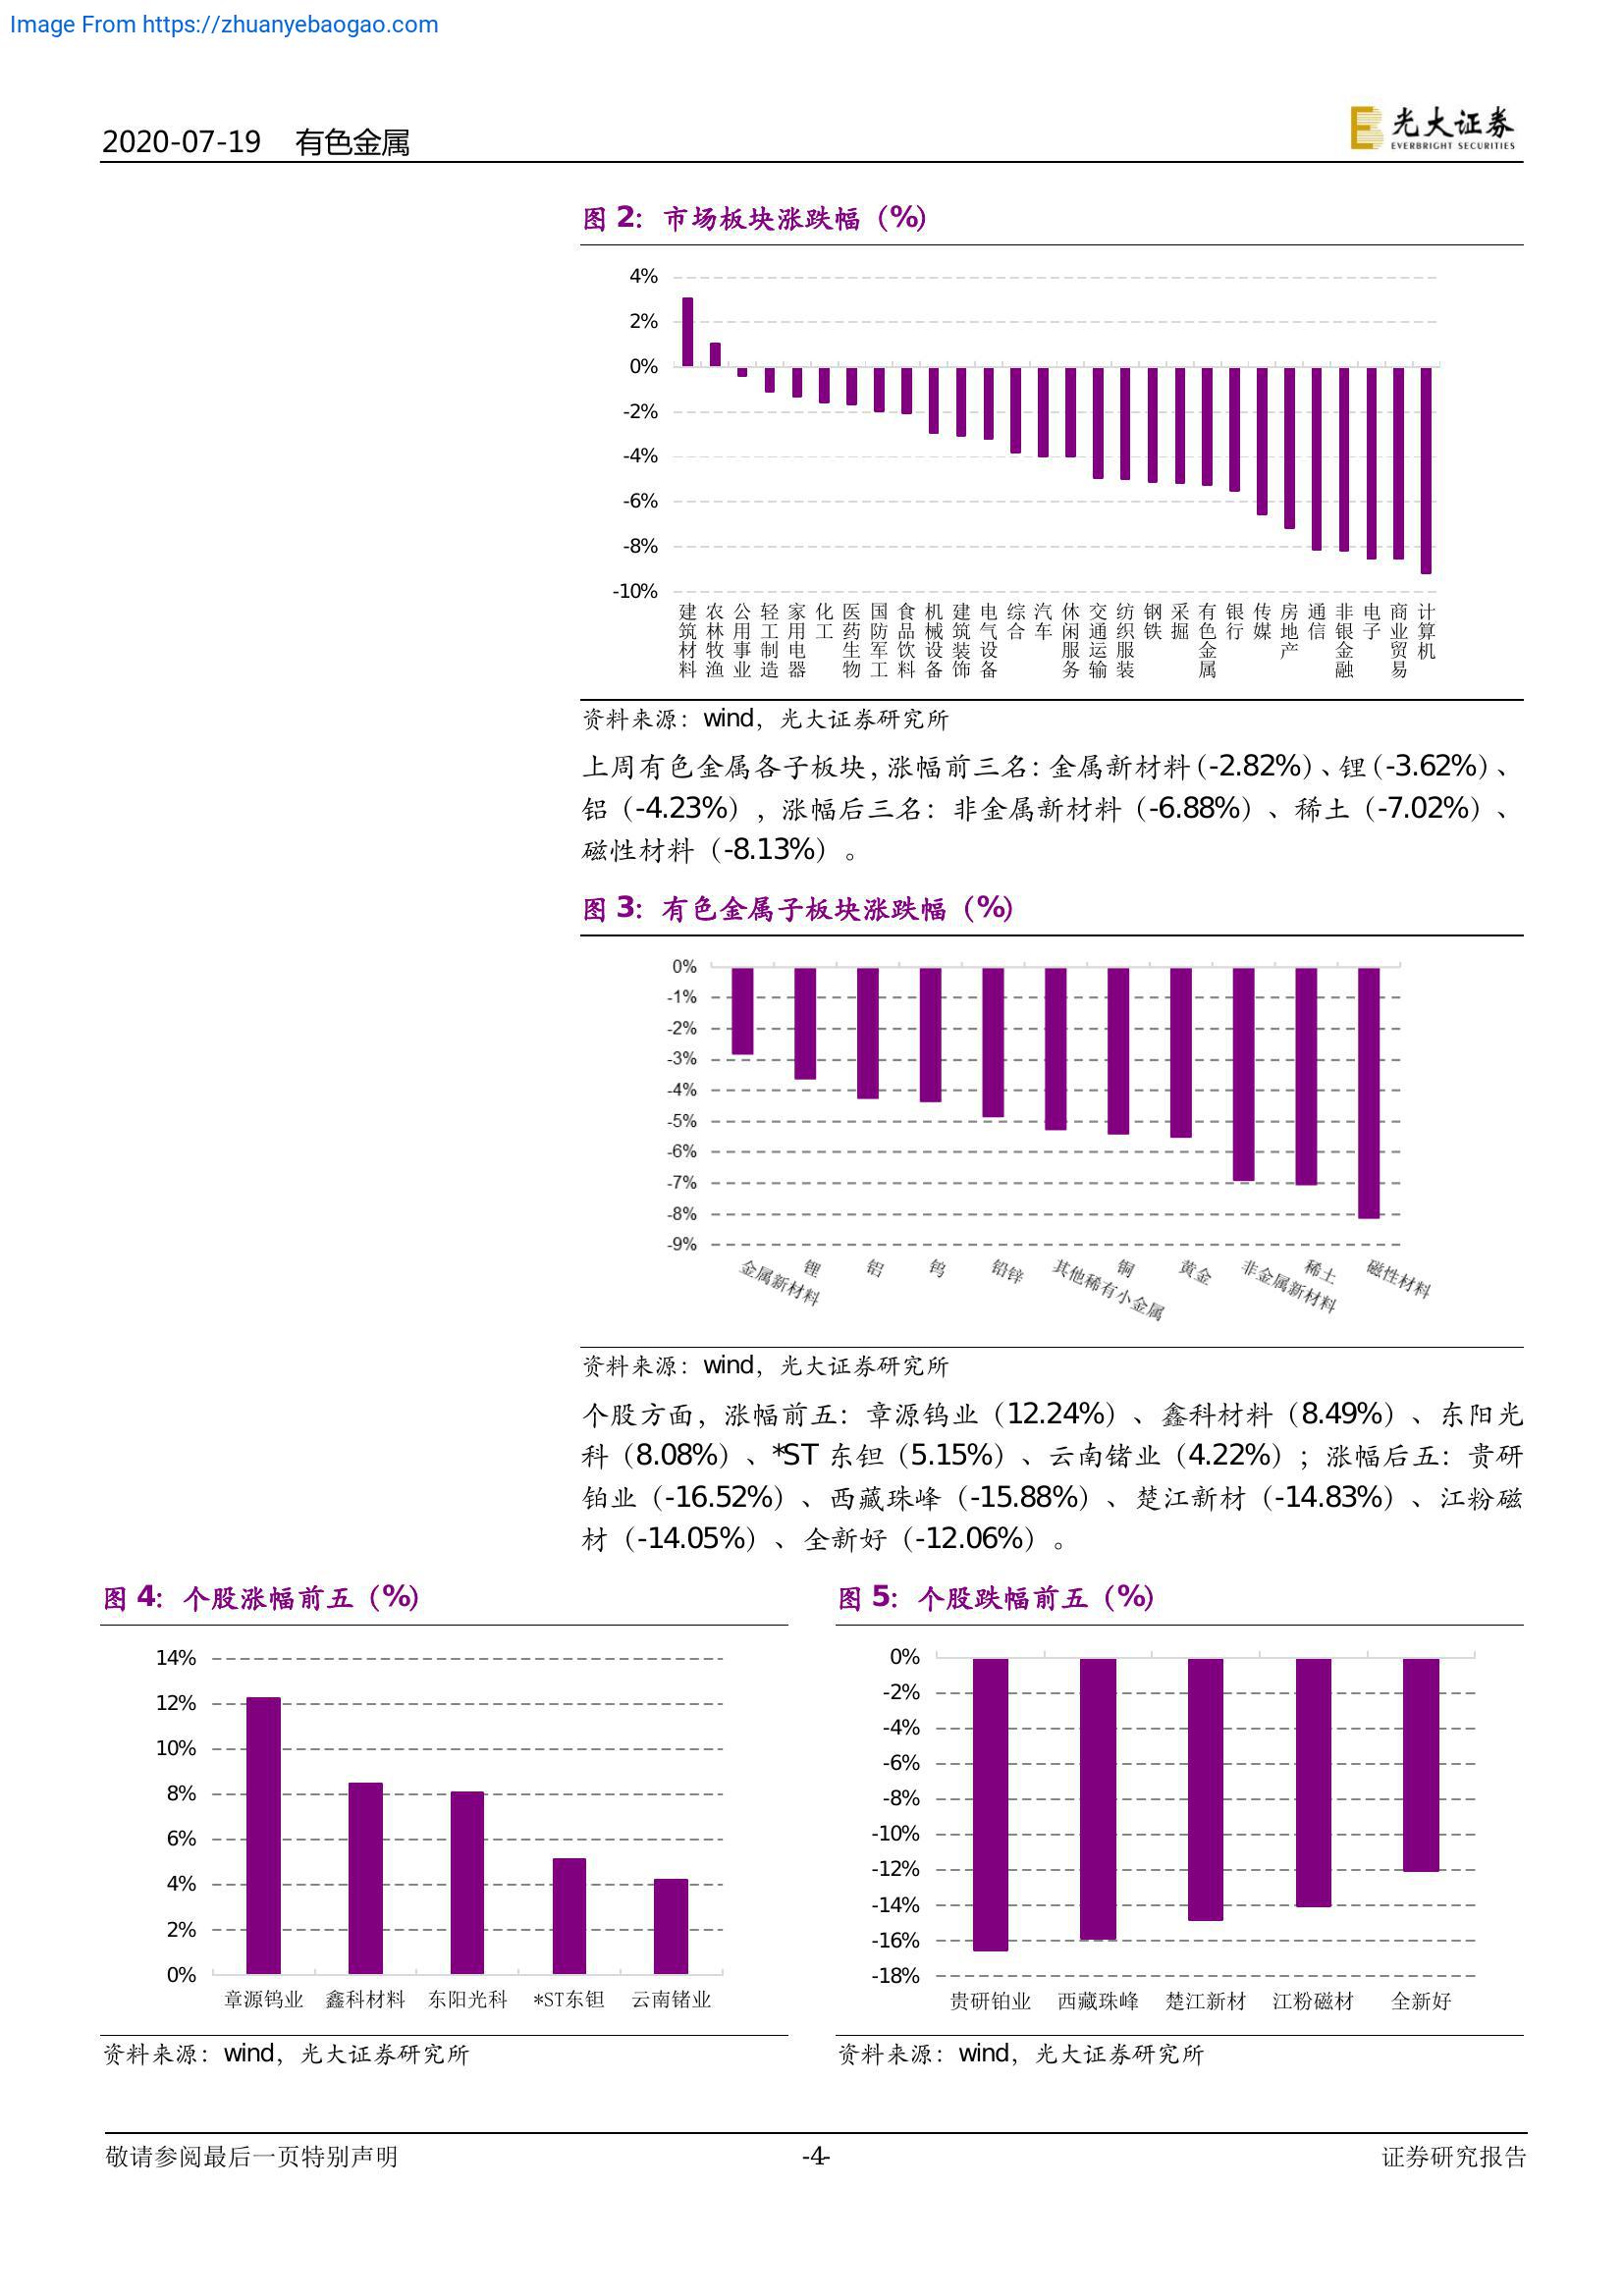 Image From https://zhuanyebaogao.com
2020-07-19 有色金属
光大证券
EVERBRIGHT SECURITIES
图 2：市场板块涨跌幅（%）
4%
2%
0%
-2%
-4%
-6%
-8%
-10%
建筑材料
农林牧渔
公用事业
轻工制造
家用电器
化工
医药生物
国防军工
食品饮料
机械设备
建筑装饰
电气设备
综合
汽车
休闲服务
交通运输
纺织服装
钢铁
采掘
有色金属
银行
传媒
房地产
通信
非银金融
电子
商业贸易
计算机
资料来源：wind，光大证券研究所
上周有色金属各子板块，涨幅前三名：金属新材料（-2.82%）、锂（-3.62%）、
铝（-4.23%），涨幅后三名：非金属新材料（-6.88%）、稀土（-7.02%）、
磁性材料（-8.13%）。
图 3：有色金属子板块涨跌幅（%）
0%
-1%
-2%
-3%
-4%
-5%
-6%
-7%
-8%
-9%
金属新材料
锂
铝
钨
铅锌
其他稀有小金属
铜
黄金
非金属新材料
稀土
磁性材料
资料来源：wind，光大证券研究所
个股方面，涨幅前五：章源钨业（12.24%）、鑫科材料（8.49%）、东阳光
科（8.08%）、*ST 东钽（5.15%）、云南锗业（4.22%）；涨幅后五：贵研
铂业（-16.52%）、西藏珠峰（-15.88%）、楚江新材（-14.83%）、江粉磁
材（-14.05%）、全新好（-12.06%）。
图 4：个股涨幅前五（%）
14%
12%
10%
8%
6%
4%
2%
0%
章源钨业 鑫科材料 东阳光科 *ST东钽 云南锗业
资料来源：wind，光大证券研究所
图 5：个股跌幅前五（%）
0%
-2%
-4%
-6%
-8%
-10%
-12%
-14%
-16%
-18%
贵研铂业 西藏珠峰 楚江新材 江粉磁材 全新好
资料来源：wind，光大证券研究所
敬请参阅最后一页特别声明 -4- 证券研究报告